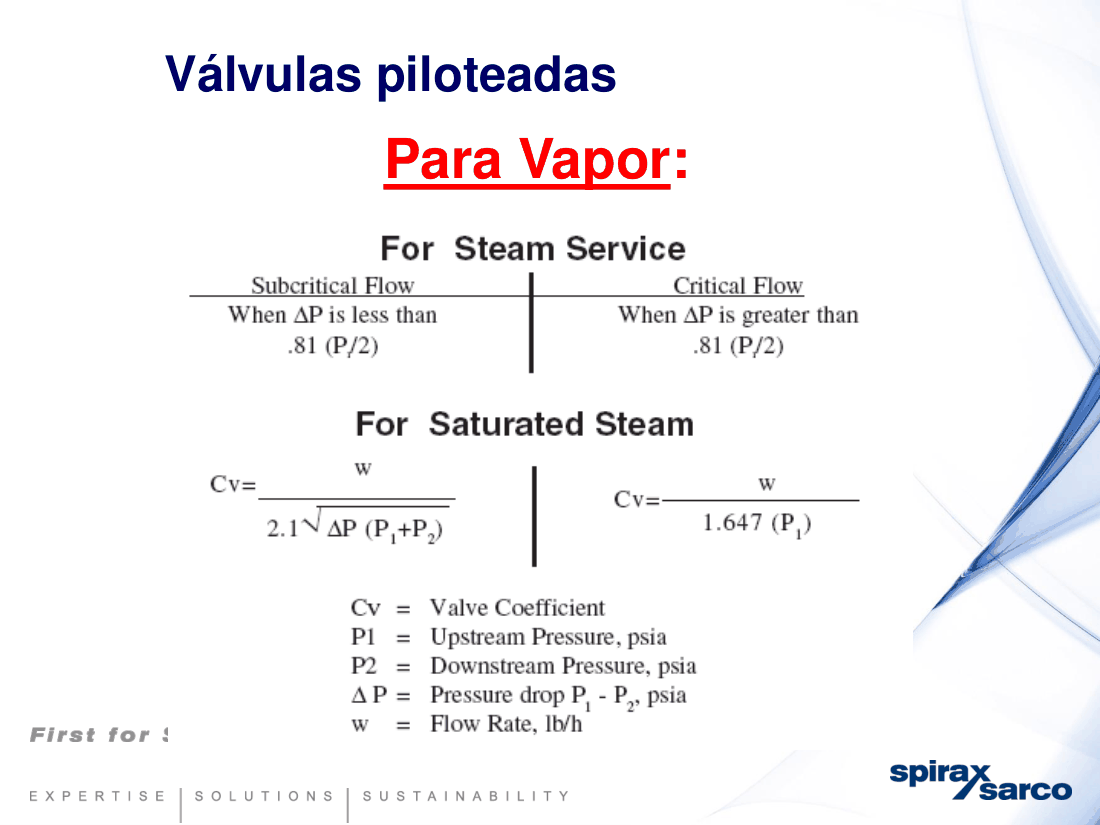 Válvulas piloteadas
Para Vapor:
For Steam Service
Subcritical Flow
When ΔP is less than
.81 (P₁/2)
Critical Flow
When ΔP is greater than
.81 (P₁/2)
For Saturated Steam
Cv= w / 2.1√ΔP (P₁+P₂)
Cv= w / 1.647 (P₁)
Cv = Valve Coefficient
P1 = Upstream Pressure, psia
P2 = Downstream Pressure, psia
Δ P = Pressure drop P₁ - P₂, psia
w = Flow Rate, lb/h
First for
EXPERTISE | SOLUTIONS | SUSTAINABILITY
spirax sarco